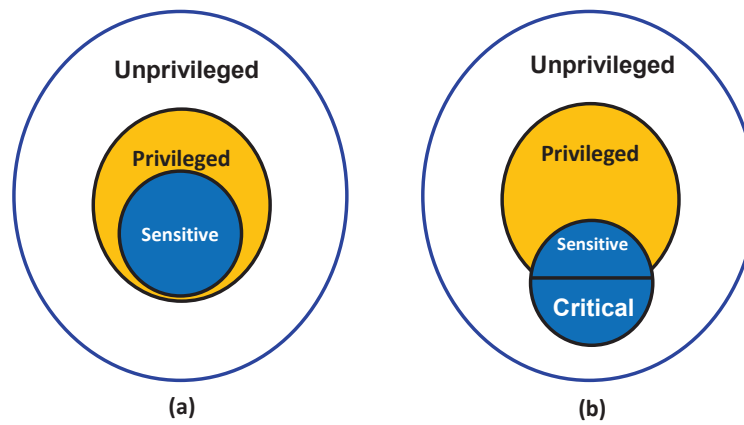 Unprivileged
Privileged
Sensitive
(a)
Unprivileged
Privileged
Sensitive
Critical
(b)